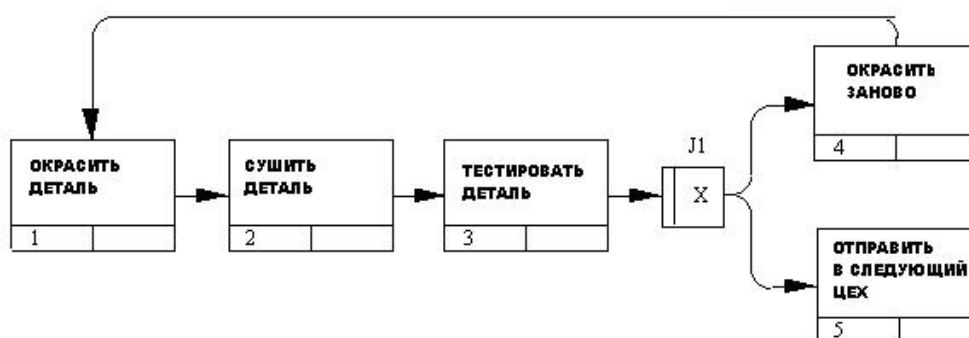 ОКРАСИТЬ
ЗАНОВО
4
J1
ОКРАСИТЬ
ДЕТАЛЬ
1
СУШИТЬ
ДЕТАЛЬ
2
ТЕСТИРОВАТЬ
ДЕТАЛЬ
3
X
ОТПРАВИТЬ
В СЛЕДУЮЩИЙ
ЦЕХ
5